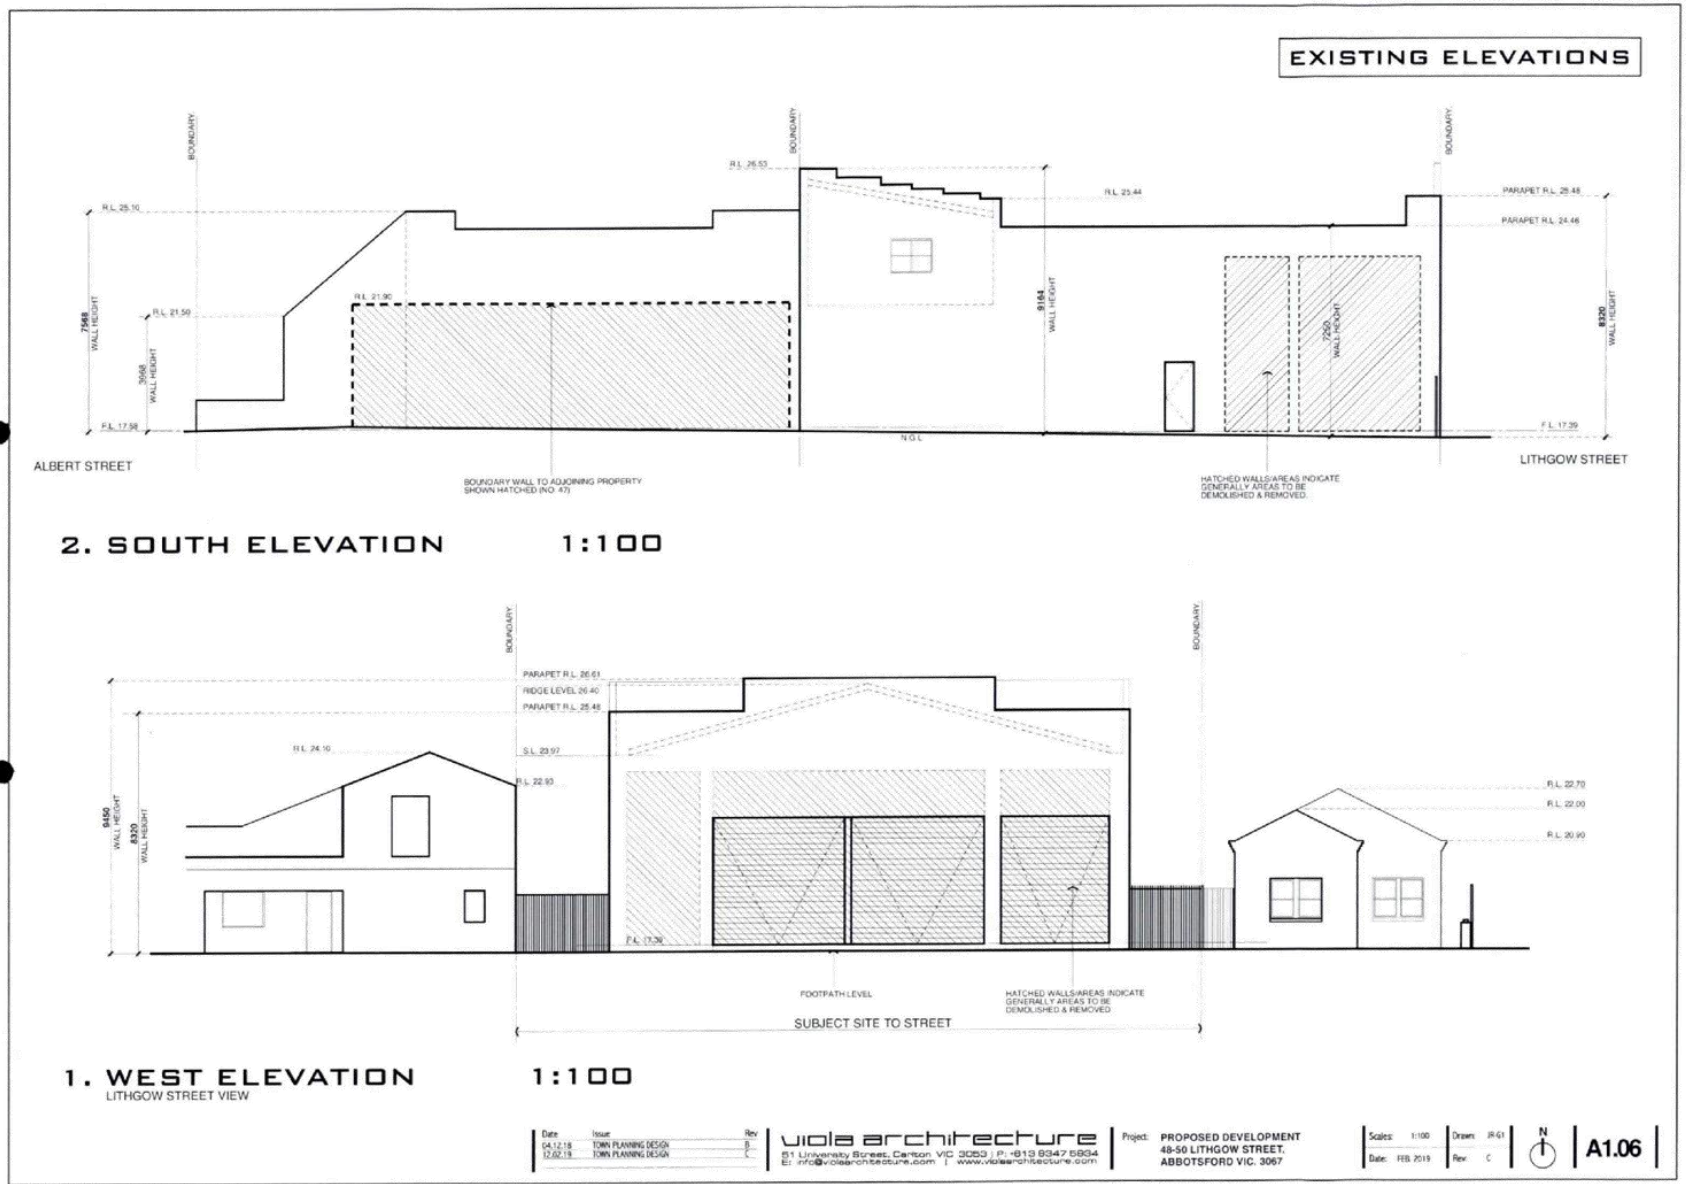 EXISTING ELEVATIONS
BOUNDARY
BOUNDARY
BOUNDARY
R.L. 26.53
R.L. 25.44
PARAPET R.L. 25.48
R.L. 25.10
PARAPET R.L. 24.46
R.L. 21.90
R.L. 21.50
7568
WALL HEIGHT
3968
WALL HEIGHT
9164
WALL HEIGHT
7250
WALL HEIGHT
8320
WALL HEIGHT
F.L. 17.58
F.L. 17.39
N.G.L
ALBERT STREET
LITHGOW STREET
BOUNDARY WALL TO ADJOINING PROPERTY
SHOWN HATCHED (NO. 47)
HATCHED WALLS/AREAS INDICATE
GENERALLY AREAS TO BE
DEMOLISHED & REMOVED.
2. SOUTH ELEVATION 1:100
BOUNDARY
BOUNDARY
PARAPET R.L. 26.61
RIDGE LEVEL 26.40
PARAPET R.L. 25.48
R.L. 24.10
S.L. 23.97
R.L. 22.93
R.L. 22.70
R.L. 22.00
R.L. 20.90
9450
WALL HEIGHT
8320
WALL HEIGHT
F.L. 17.39
FOOTPATH LEVEL
HATCHED WALLS/AREAS INDICATE
GENERALLY AREAS TO BE
DEMOLISHED & REMOVED
SUBJECT SITE TO STREET
1. WEST ELEVATION 1:100
LITHGOW STREET VIEW
Date Issue Rev
04.12.18 TOWN PLANNING DESIGN B
12.02.19 TOWN PLANNING DESIGN C
viola architecture
51 University Street, Carlton VIC 3053 | P: +613 9347 5934
E: info@violaarchitecture.com | www.violaarchitecture.com
Project: PROPOSED DEVELOPMENT
48-50 LITHGOW STREET,
ABBOTSFORD VIC. 3067
Scales: 1:100 Drawn: JR-G1
Date: FEB. 2019 Rev: C
N
A1.06